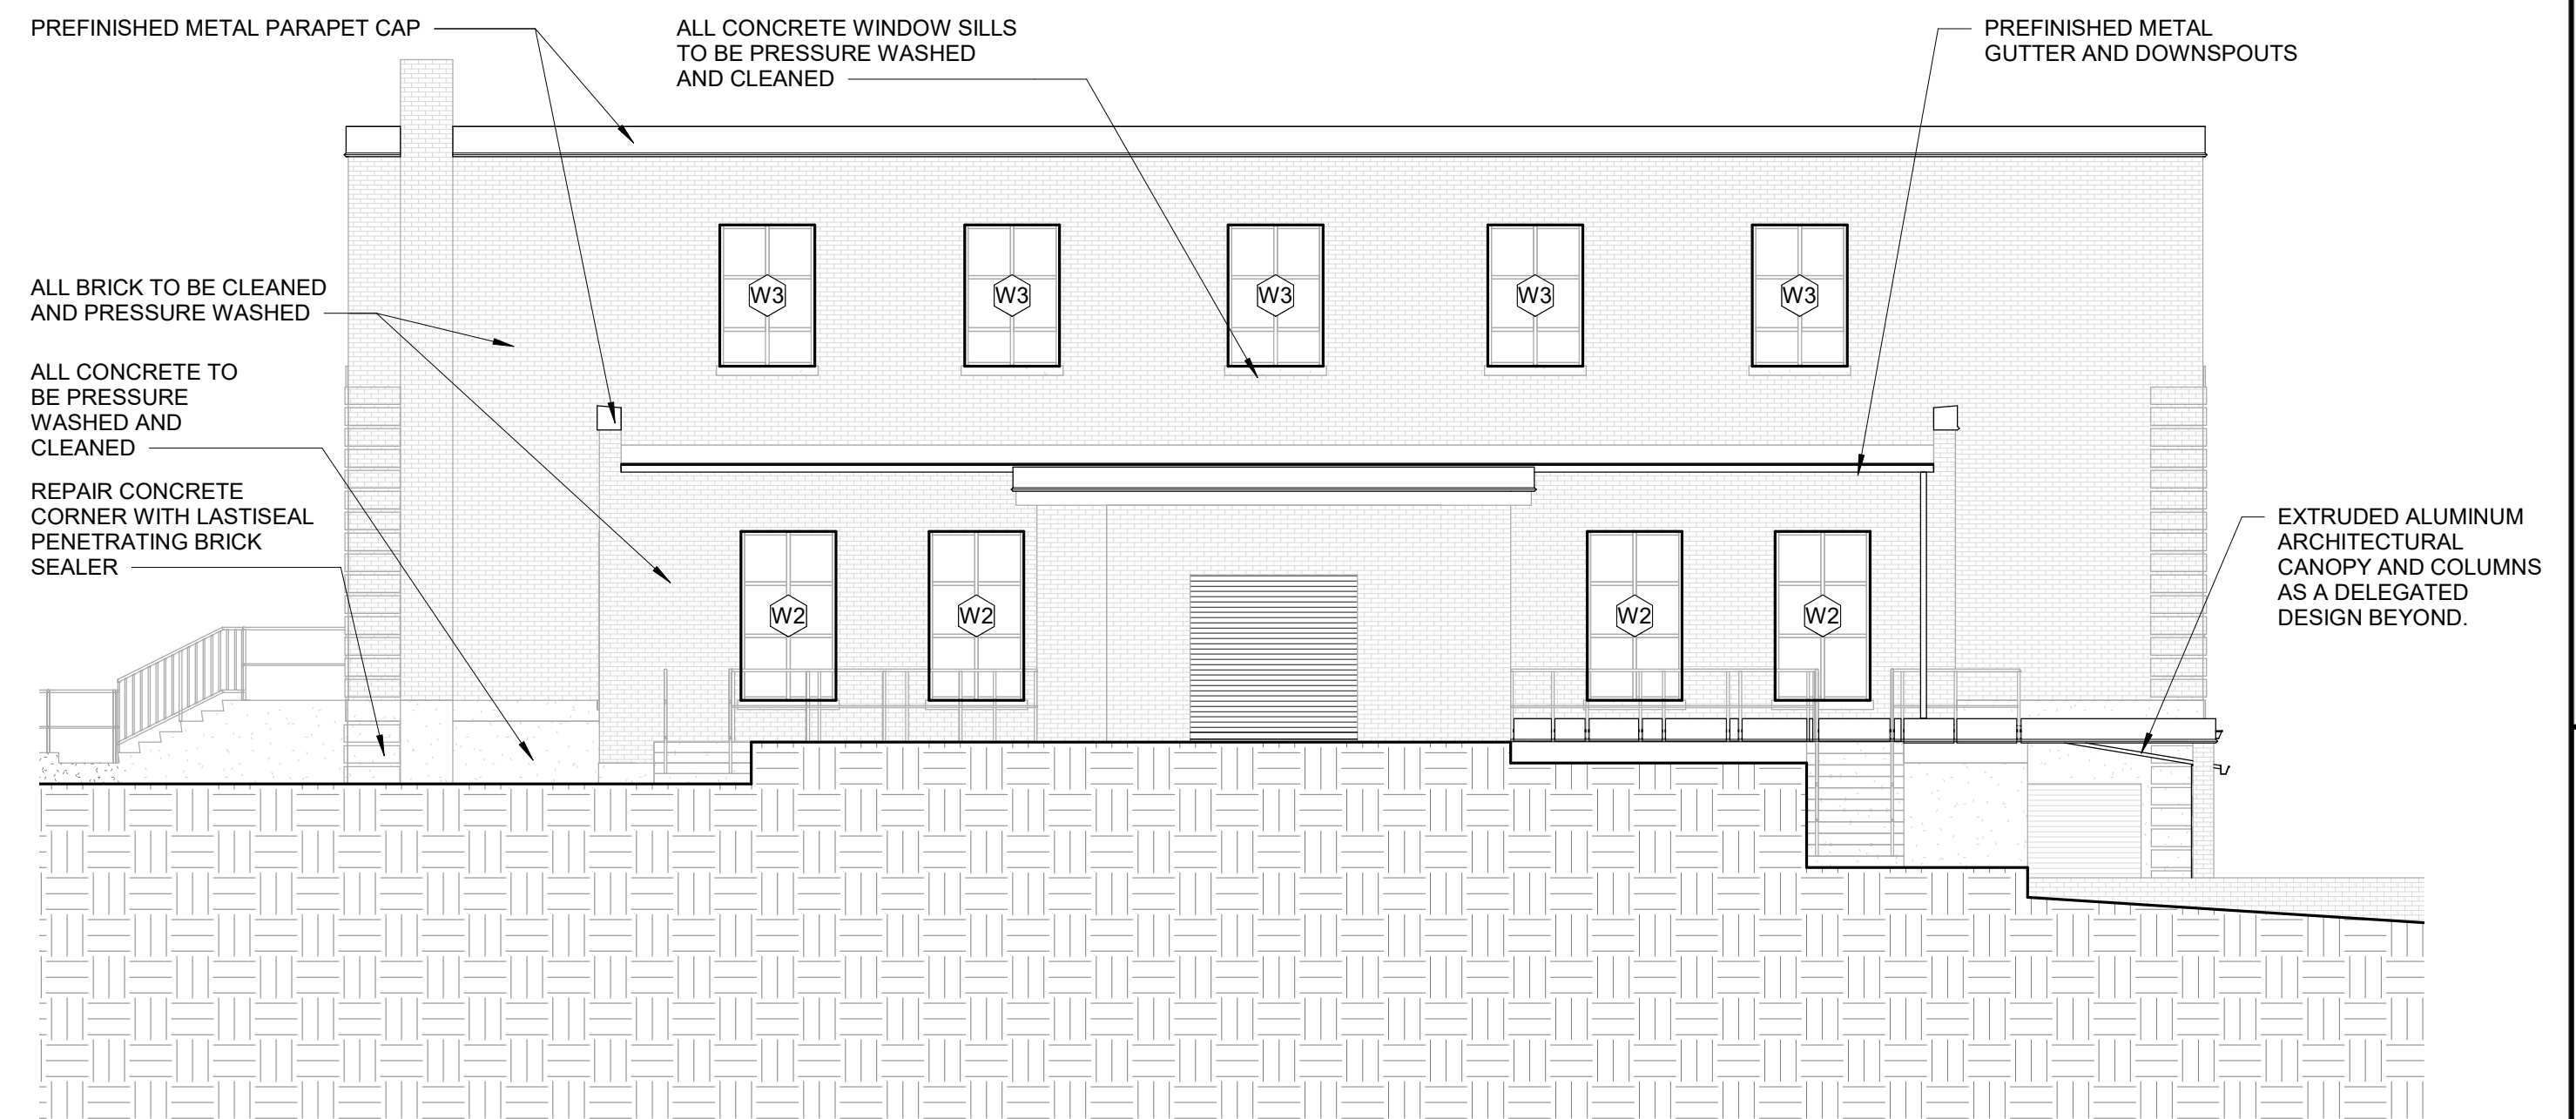 PREFINISHED METAL PARAPET CAP
ALL CONCRETE WINDOW SILLS
TO BE PRESSURE WASHED
AND CLEANED
PREFINISHED METAL
GUTTER AND DOWNSPOUTS
ALL BRICK TO BE CLEANED
AND PRESSURE WASHED
W3
W3
W3
W3
W3
ALL CONCRETE TO
BE PRESSURE
WASHED AND
CLEANED
REPAIR CONCRETE
CORNER WITH LASTISEAL
PENETRATING BRICK
SEALER
EXTRUDED ALUMINUM
ARCHITECTURAL
CANOPY AND COLUMNS
AS A DELEGATED
DESIGN BEYOND.
W2
W2
W2
W2